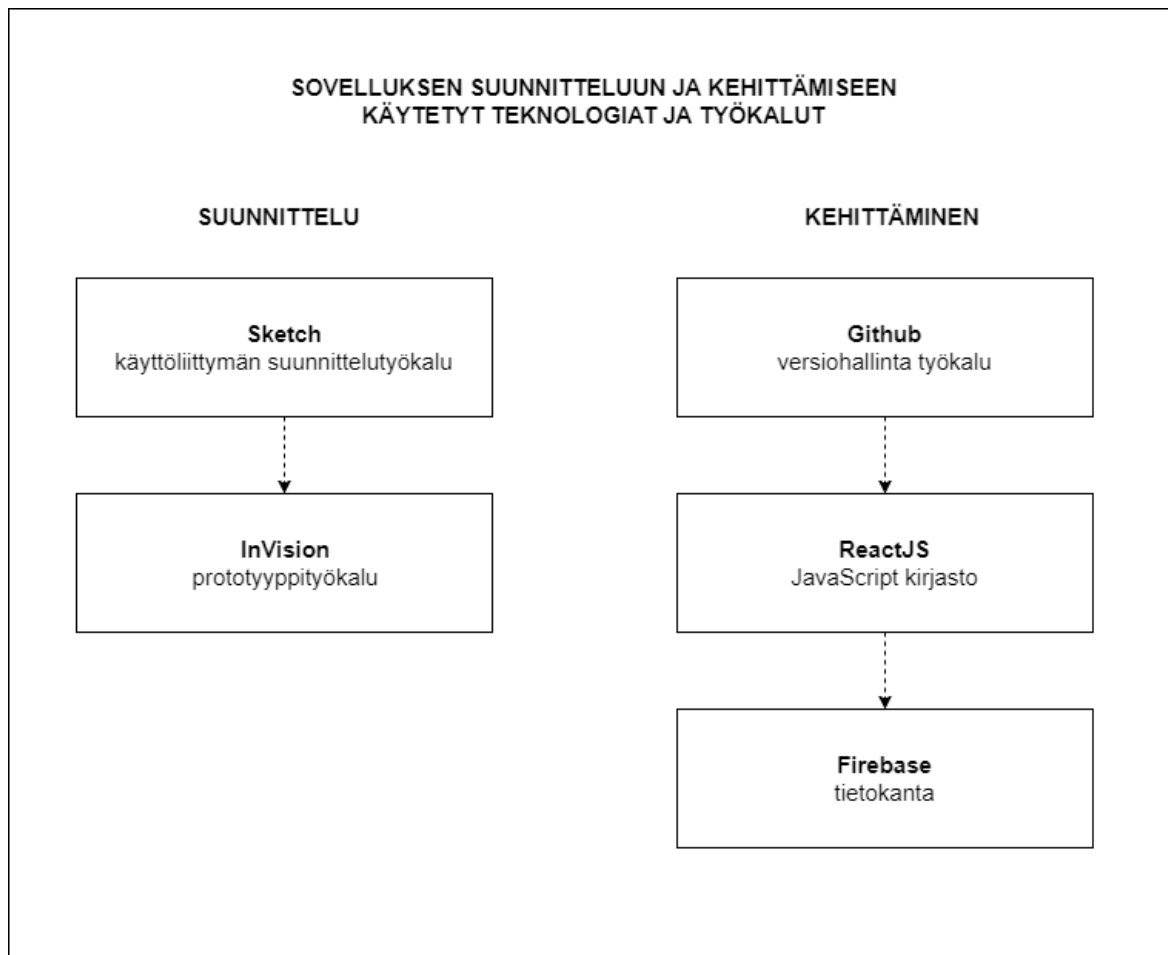 SOVELLUKSEN SUUNNITTELUUN JA KEHITTÄMISEEN
KÄYTETYT TEKNOLOGIAT JA TYÖKALUT
SUUNNITTELU
Sketch
käyttöliittymän suunnittelutyökalu
InVision
prototyyppityökalu
KEHITTÄMINEN
Github
versiohallinta työkalu
ReactJS
JavaScript kirjasto
Firebase
tietokanta